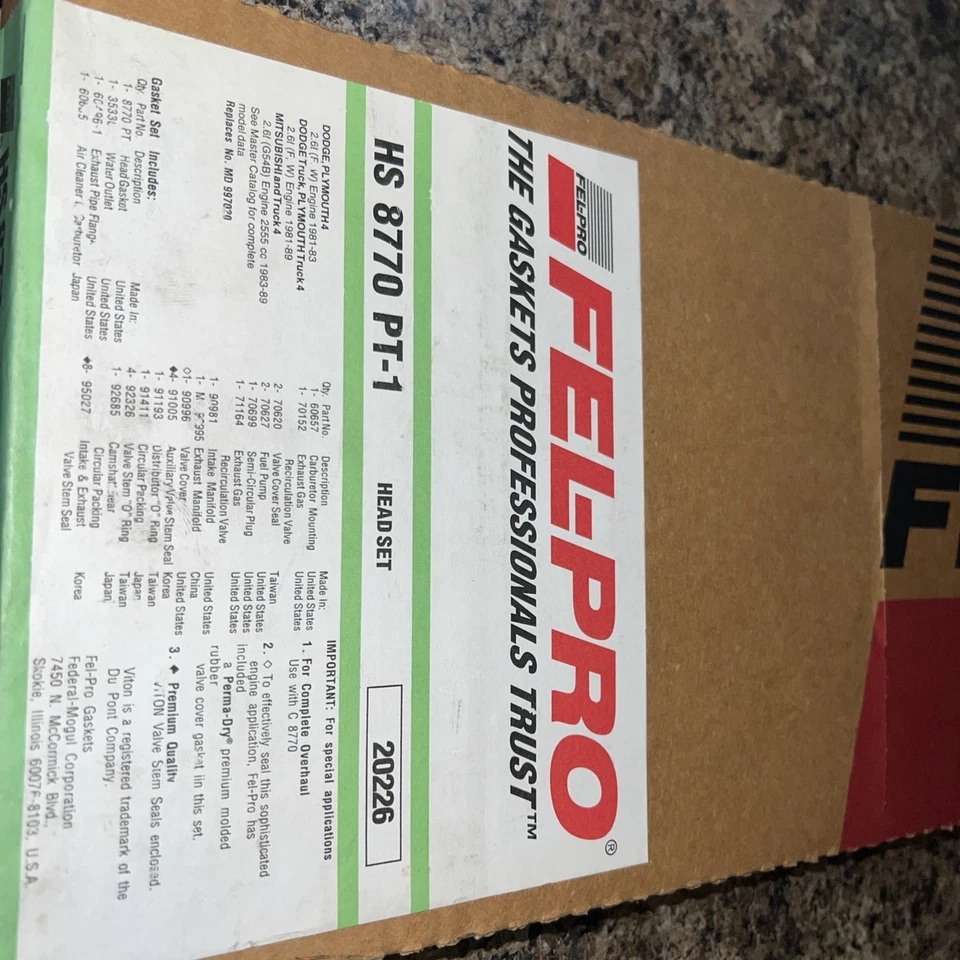 FEL-PRO
FEL-PRO®
THE GASKETS PROFESSIONALS TRUST™
HS 8770 PT-1 HEAD SET 20226
DODGE, PLYMOUTH 4
2.6l (F. W) Engine 1981-83
DODGE Truck, PLYMOUTH Truck 4
2.6l (F. W) Engine 1981-89
MITSUBISHI and Truck 4
2.6l (G54B) Engine 2555 cc 1983-89
See Master Catalog for complete
model data
Replaces No. MD 997020
Gasket Set Includes:
Qty. Part No. Description Made In:
1- 8770 PT Head Gasket United States
1- Water Outlet United States
1- Exhaust Pipe United States
1- Air Cleaner Carburetor Japan
Qty. Part No. Description Made In:
1- 60657 Carburetor Mounting United States
1- 70152 Exhaust Gas United States
Recirculation Valve
2- 70620 Valve Cover Seal Taiwan
2- 70627 Fuel Pump United States
1- 70699 Semi-Circular Plug United States
1- 71164 Exhaust Gas United States
Recirculation Valve
1- 90981 Intake Manifold United States
1- Exhaust Manifold China
◇1- 90996 Valve Cover United States
◆4- 91005 Auxiliary Valve Stem Seal Korea
1- 91193 Distributor "O" Ring Taiwan
1- 91411 Circular Packing Japan
4- 92326 Valve Stem "O" Ring Taiwan
1- 92685 Camshaft Rear Japan
Circular Packing
◆8- 95027 Intake & Exhaust Korea
Valve Stem Seal
IMPORTANT: For special applications
1. For Complete Overhaul
Use with C 8770
2. ◇ To effectively seal this sophisticated
engine application, Fel-Pro has
included
a Perma-Dry® premium molded
rubber
valve cover gasket iin this set.
3. ◆ Premium Quality
VITON Valve Stem Seals enclosed.
Viton is a registered trademark of the
Du Pont Company.
Fel-Pro Gaskets
Federal-Mogul Corporation
7450 N. McCormick Blvd.,
Skokie, Illinois U.S.A.